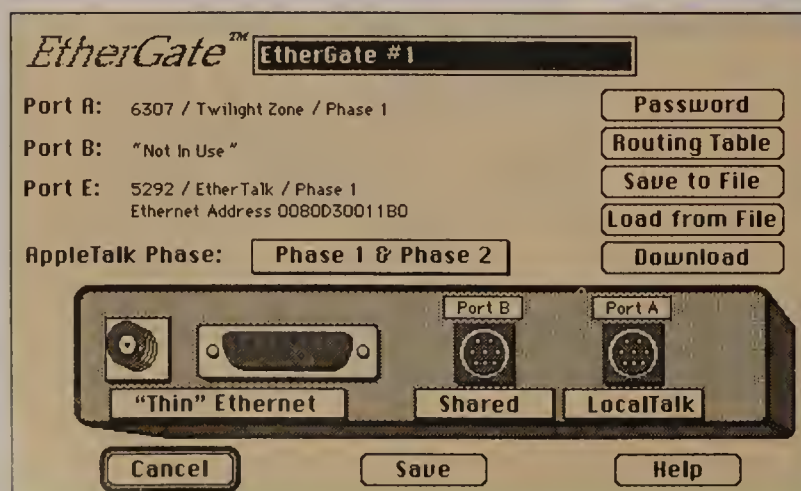 EtherGate™ EtherGate #1
Port A: 6307 / Twilight Zone / Phase 1
Port B: "Not In Use"
Port E: 5292 / EtherTalk / Phase 1
Ethernet Address 0080D30011B0
AppleTalk Phase: Phase 1 & Phase 2
Password
Routing Table
Save to File
Load from File
Download
Port B
Port A
"Thin" Ethernet
Shared
LocalTalk
Cancel
Save
Help